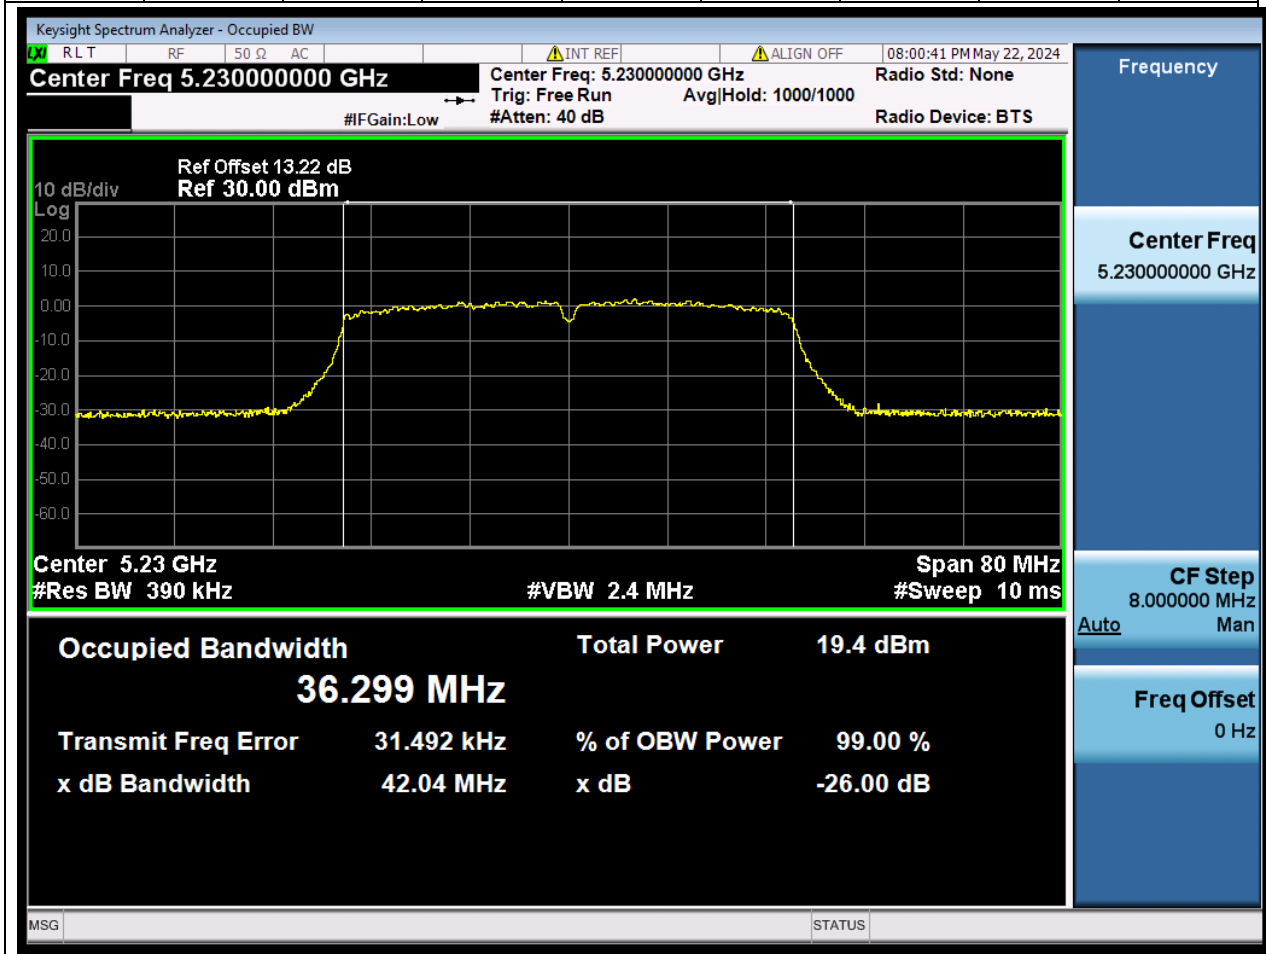 Keysight Spectrum Analyzer - Occupied BW
LXI RLT RF 50 Ω AC INT REF ALIGN OFF 08:00:41 PM May 22, 2024
Center Freq 5.230000000 GHz
Center Freq: 5.230000000 GHz
Radio Std: None
Trig: Free Run Avg|Hold: 1000/1000
#IFGain:Low
#Atten: 40 dB
Radio Device: BTS
Ref Offset 13.22 dB
10 dB/div Ref 30.00 dBm
Log
20.0
10.0
0.00
-10.0
-20.0
-30.0
-40.0
-50.0
-60.0
Center 5.23 GHz Span 80 MHz
#Res BW 390 kHz #VBW 2.4 MHz #Sweep 10 ms
Occupied Bandwidth Total Power 19.4 dBm
36.299 MHz
Transmit Freq Error 31.492 kHz % of OBW Power 99.00 %
x dB Bandwidth 42.04 MHz x dB -26.00 dB
MSG STATUS
Frequency
Center Freq
5.230000000 GHz
CF Step
8.000000 MHz
Auto Man
Freq Offset
0 Hz